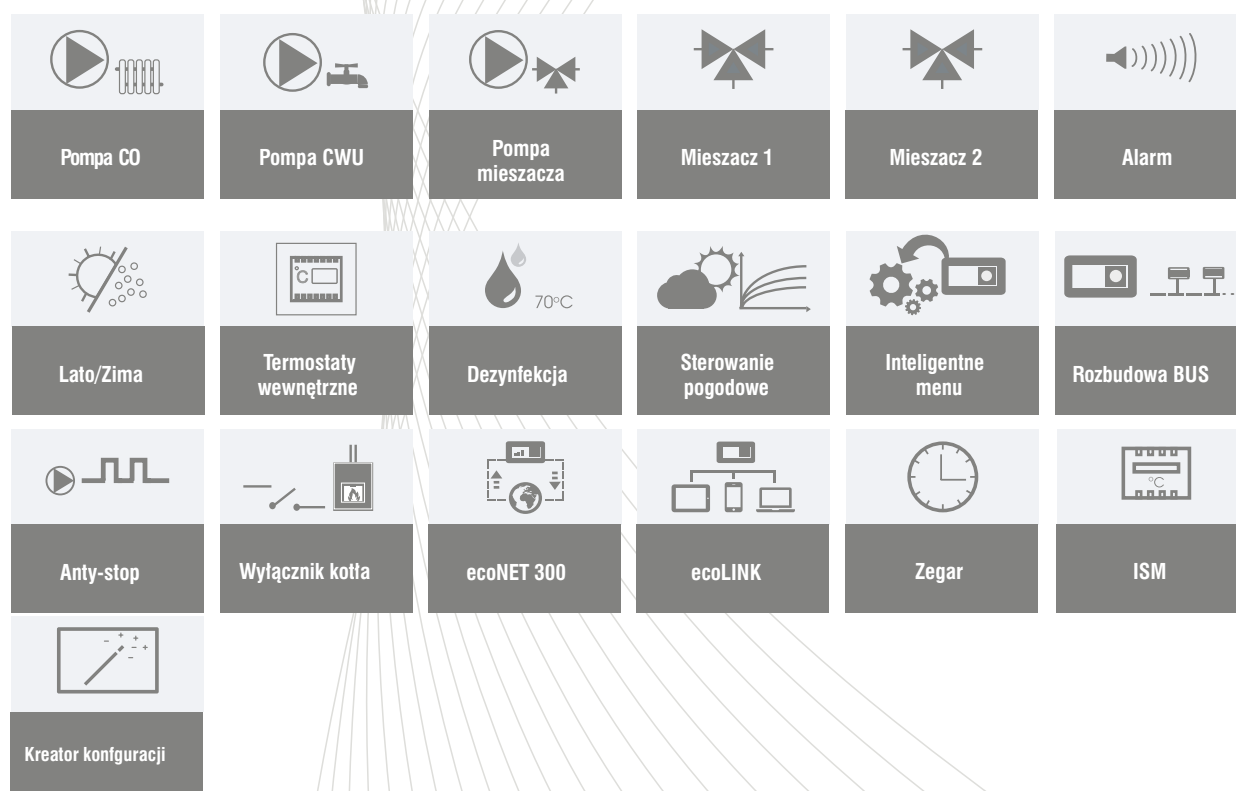 Pompa CO
Pompa CWU
Pompa
mieszacza
Mieszacz 1
Mieszacz 2
Alarm
°C
70°C
Lato/Zima
Termostaty
wewnętrzne
Dezynfekcja
Sterowanie
pogodowe
Inteligentne
menu
Rozbudowa BUS
°C
Anty-stop
Wyłącznik kotła
ecoNET 300
ecoLINK
Zegar
ISM
Kreator konfguracji